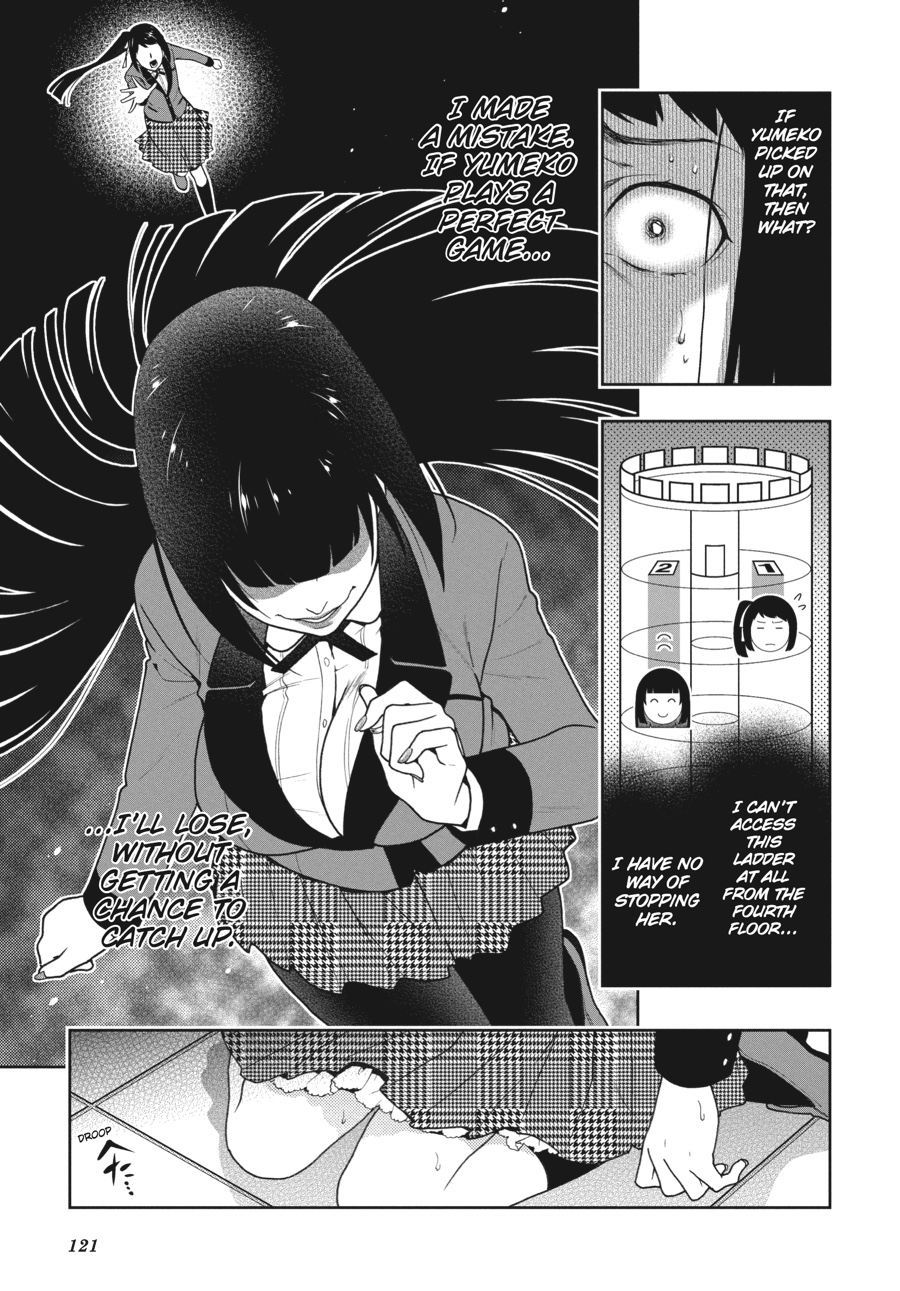 IF
YUMEKO
PICKED
UP ON
THAT,
THEN
WHAT?
2
1
I CAN'T
ACCESS
THIS
LADDER
AT ALL
FROM THE
FOURTH
FLOOR...
I HAVE NO
WAY OF
STOPPING
HER.
I MADE
A MISTAKE.
IF YUMEKO
PLAYS A
PERFECT
GAME...
...I'LL LOSE,
WITHOUT
GETTING A
CHANCE TO
CATCH UP.
DROOP
へた…
121